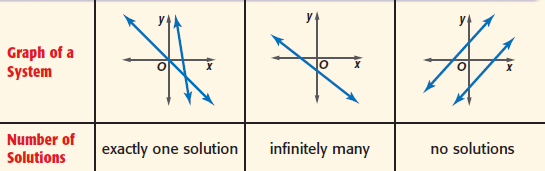 Graph of a
System
y
O
x
y
O
x
y
O
x
Number of
Solutions
exactly one solution
infinitely many
no solutions